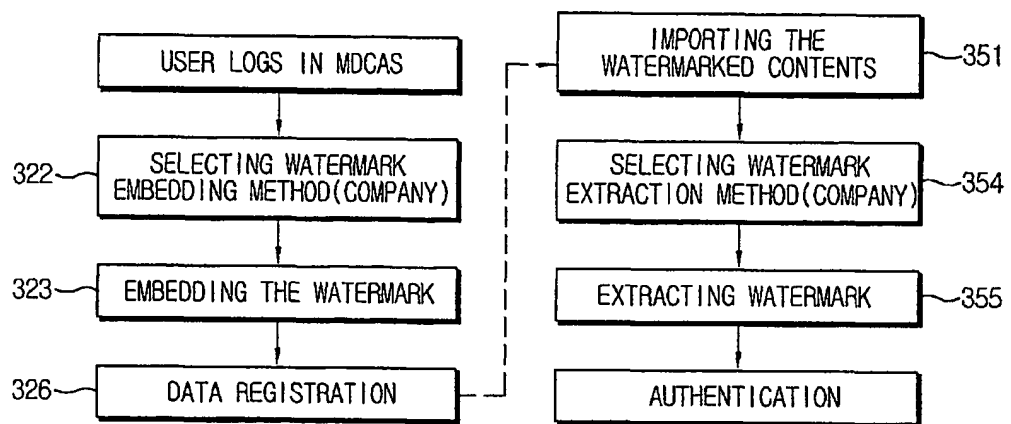 USER LOGS IN MDCAS
322
SELECTING WATERMARK
EMBEDDING METHOD(COMPANY)
323
EMBEDDING THE WATERMARK
326
DATA REGISTRATION
IMPORTING THE
WATERMARKED CONTENTS
351
SELECTING WATERMARK
EXTRACTION METHOD(COMPANY)
354
EXTRACTING WATERMARK
355
AUTHENTICATION